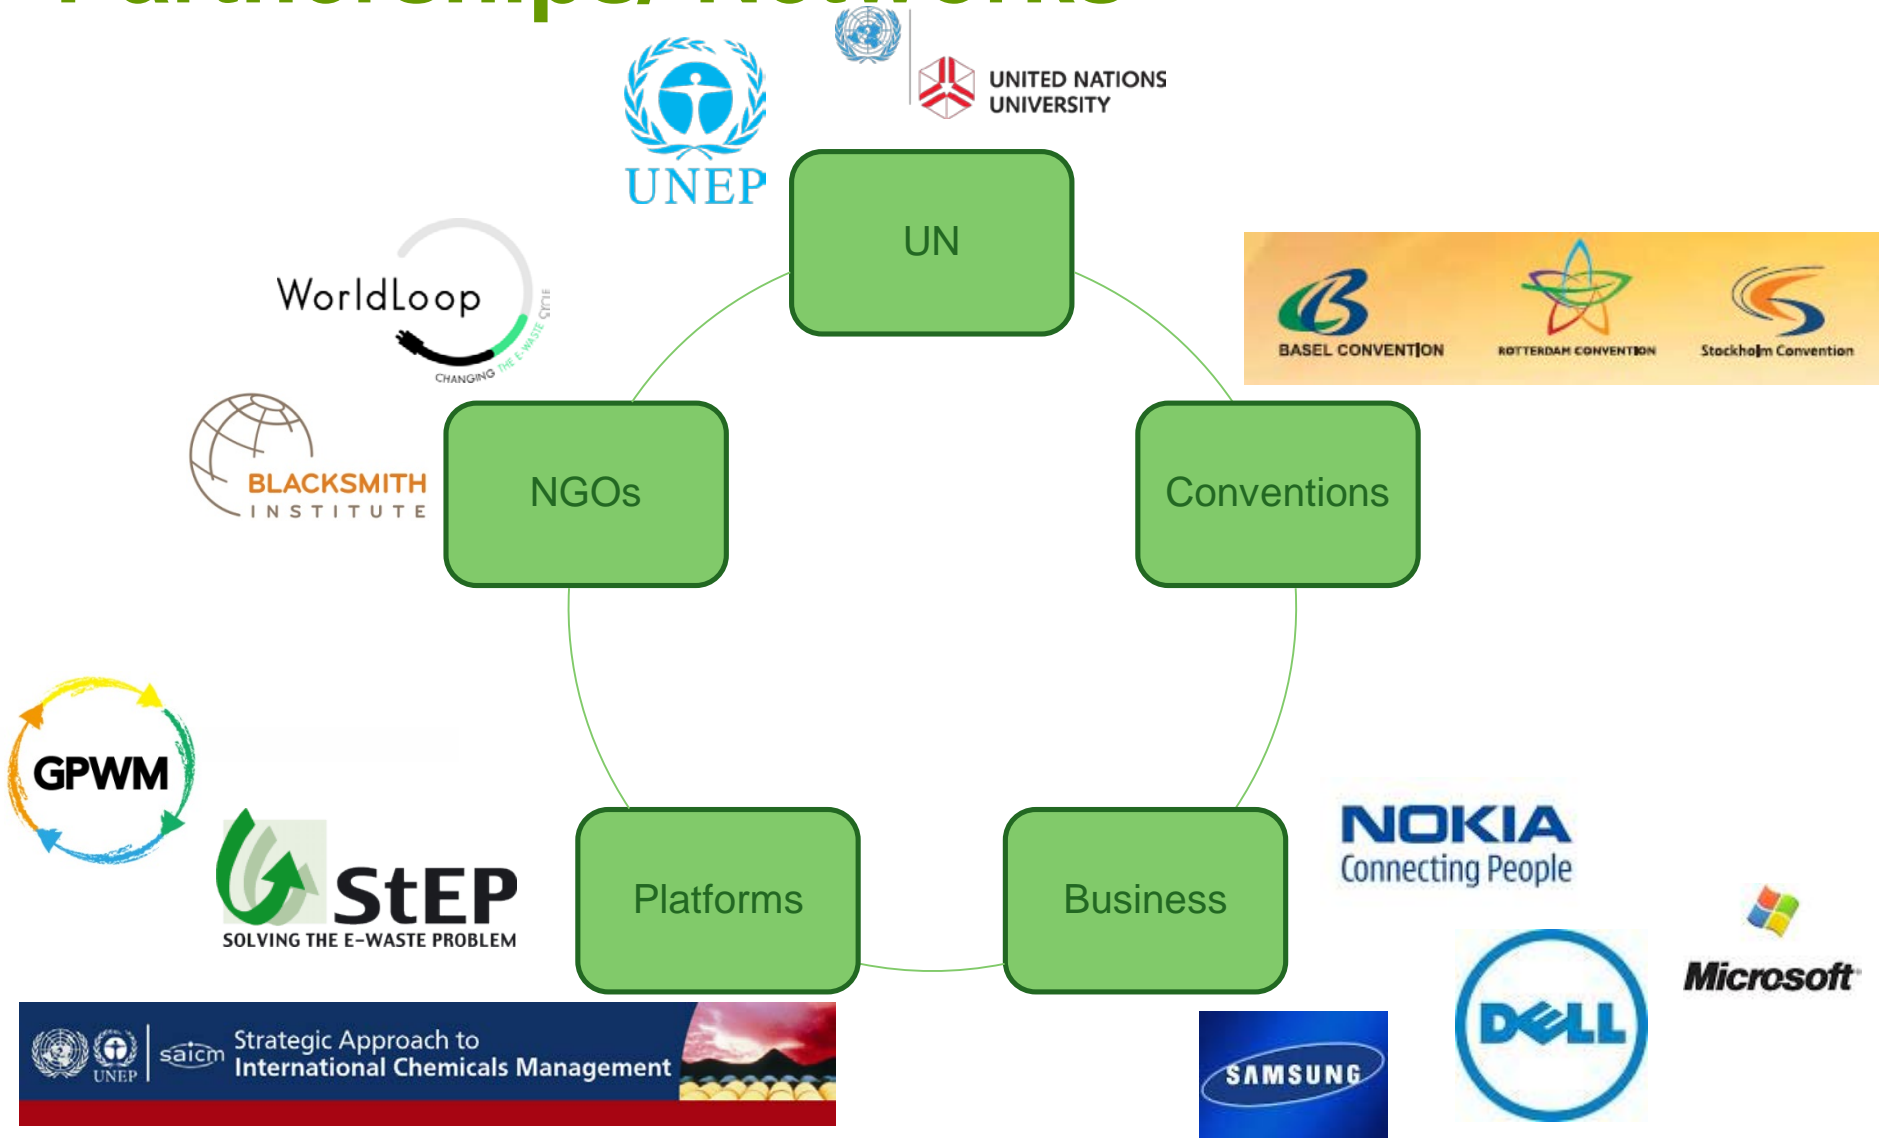 Partnerships/ Networks
UNITED NATIONS
UNIVERSITY
UNEP
UN
WorldLoop
CHANGING THE E-WASTE CYCLE
BASEL CONVENTION
ROTTERDAM CONVENTION
Stockholm Convention
BLACKSMITH
INSTITUTE
NGOs
Conventions
GPWM
StEP
SOLVING THE E-WASTE PROBLEM
Platforms
Business
NOKIA
Connecting People
Microsoft
DELL
UNEP
saicm
Strategic Approach to
International Chemicals Management
SAMSUNG